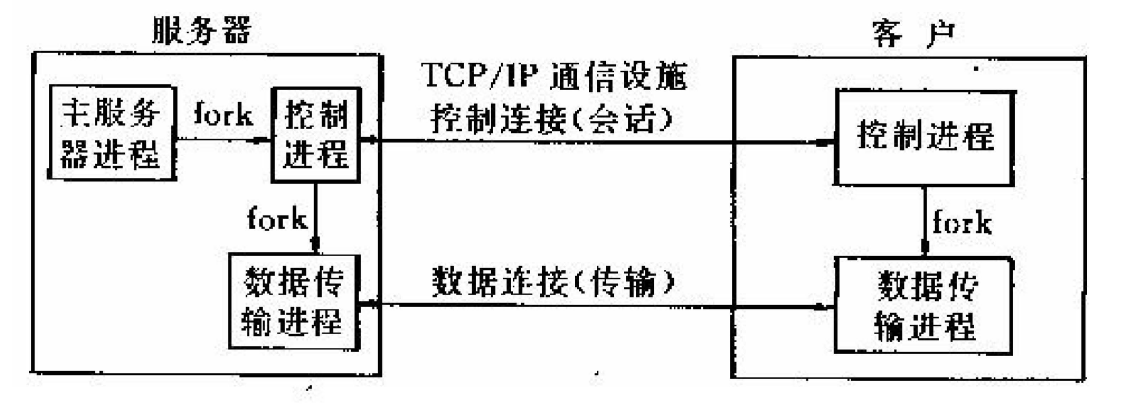 服务器
客户
TCP/IP 通信设施
控制连接(会话)
主服务
器进程
fork
控制
进程
控制进程
fork
fork
数据连接(传输)
数据传
输进程
数据传
输进程